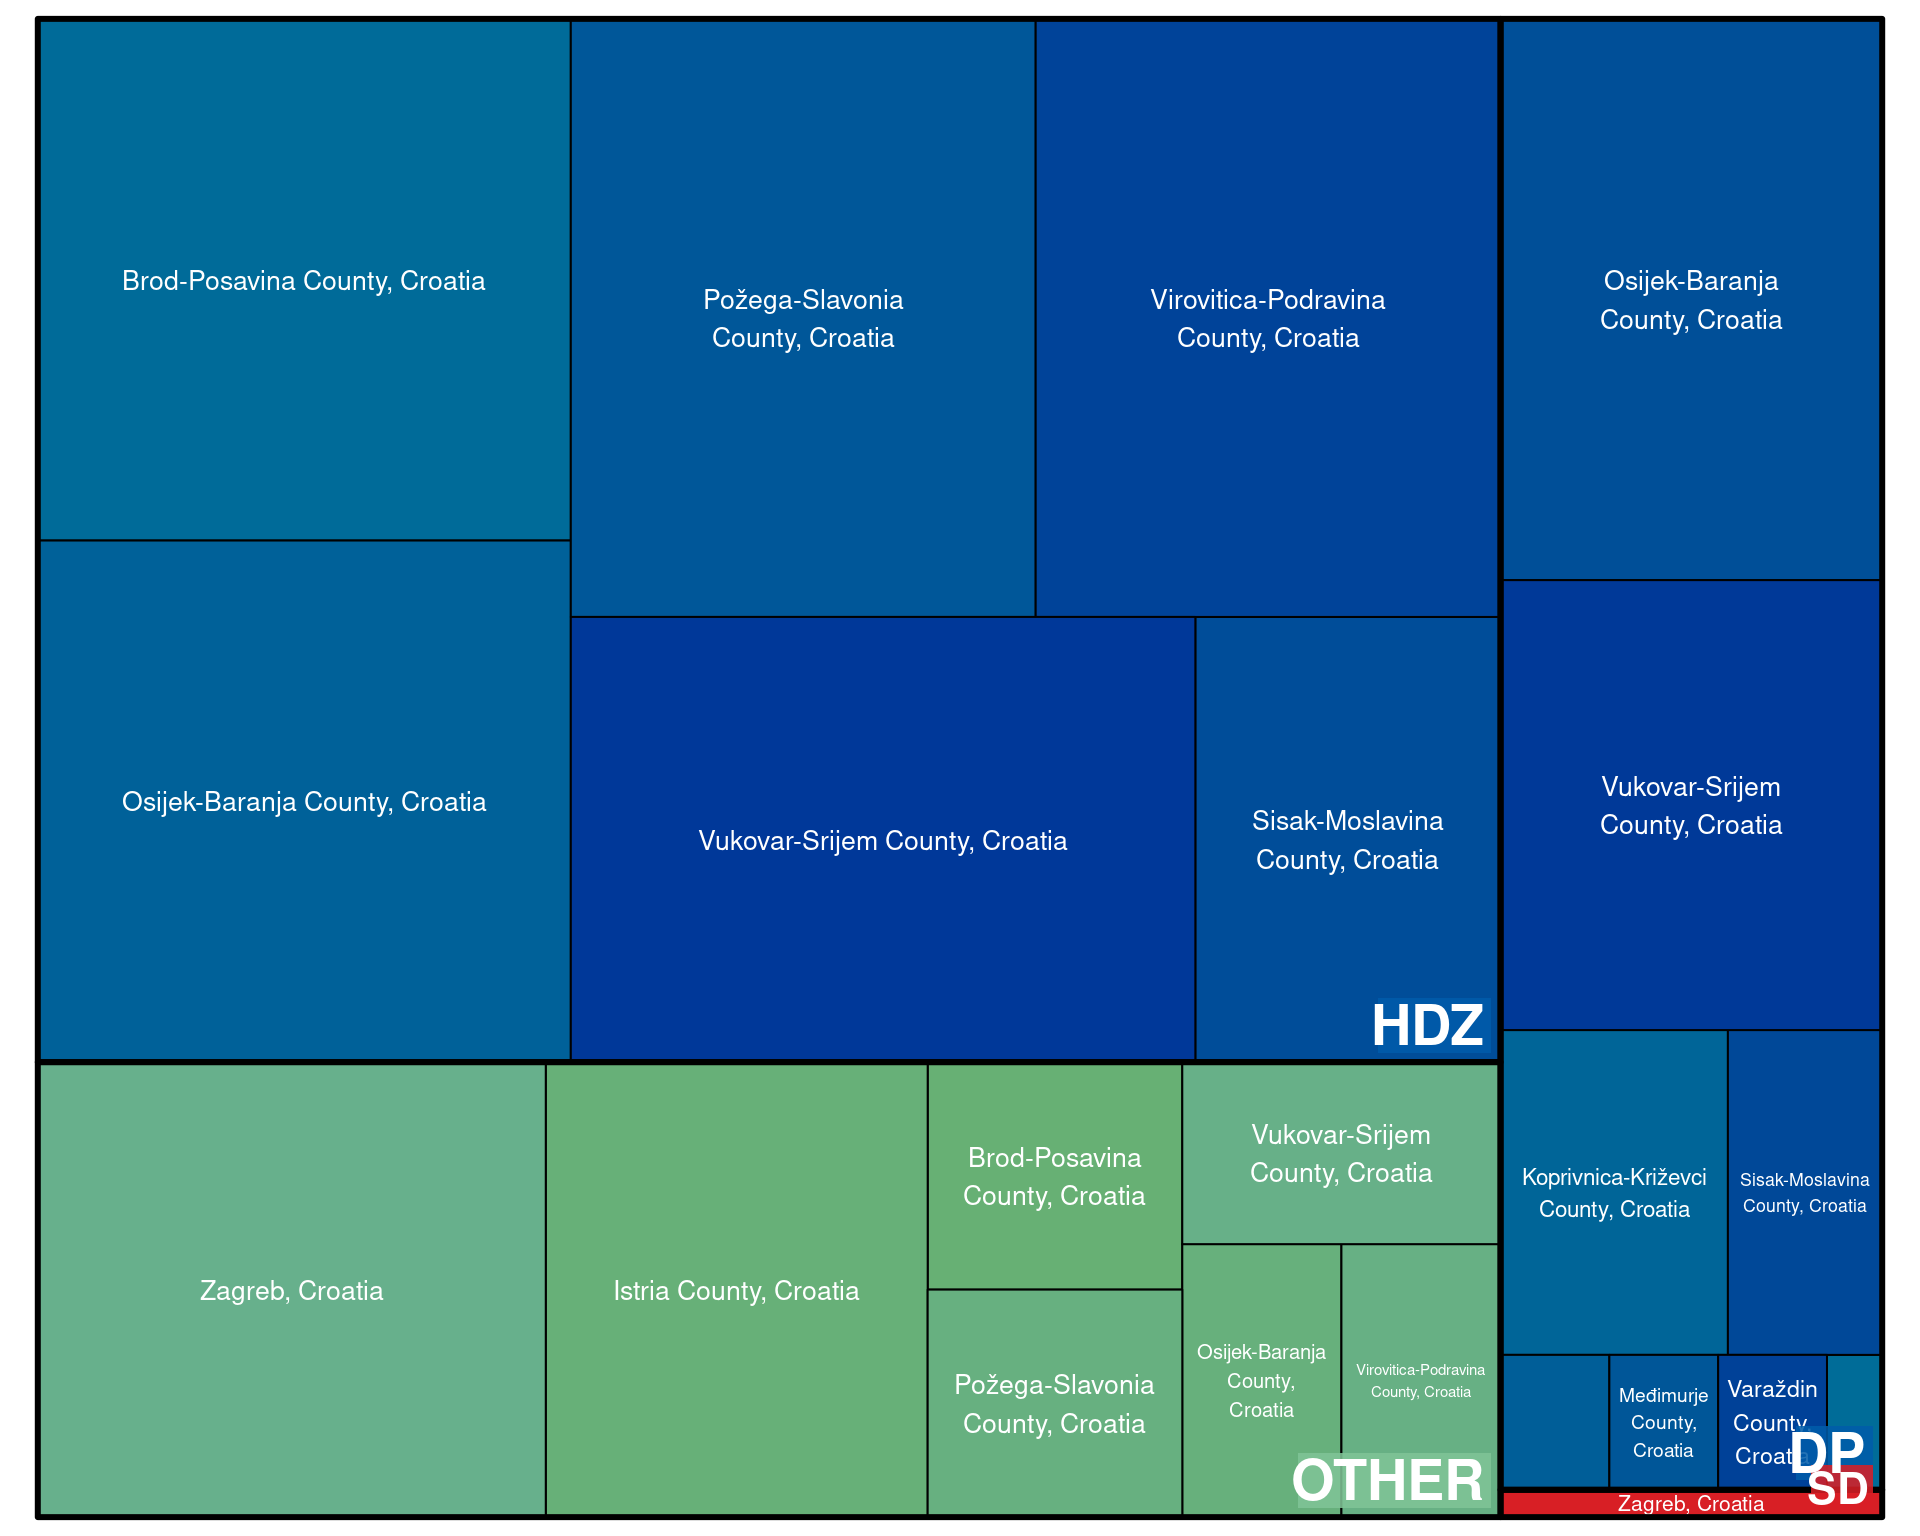 Brod-Posavina County, Croatia
Osijek-Baranja County, Croatia
Požega-Slavonia
County, Croatia
Virovitica-Podravina
County, Croatia
Vukovar-Srijem County, Croatia
Sisak-Moslavina
County, Croatia
HDZ
Zagreb, Croatia
Istria County, Croatia
Brod-Posavina
County, Croatia
Požega-Slavonia
County, Croatia
Vukovar-Srijem
County, Croatia
Osijek-Baranja
County,
Croatia
Virovitica-Podravina
County, Croatia
OTHER
Osijek-Baranja
County, Croatia
Vukovar-Srijem
County, Croatia
Koprivnica-Križevci
County, Croatia
Sisak-Moslavina
County, Croatia
Međimurje
County,
Croatia
Varaždin
County,
Croatia
DP
Zagreb, Croatia
SD